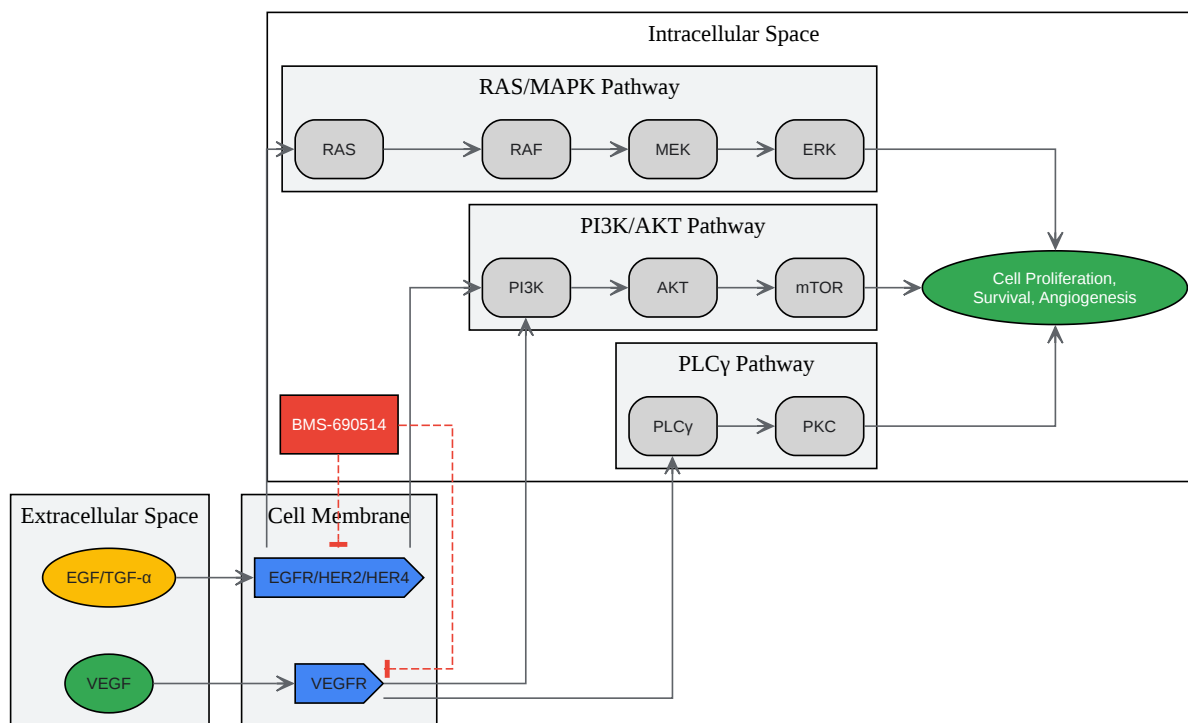 Intracellular Space
RAS/MAPK Pathway
RAS
RAF
MEK
ERK
PI3K/AKT Pathway
PI3K
AKT
mTOR
Cell Proliferation,
Survival, Angiogenesis
PLCγ Pathway
PLCγ
PKC
BMS-690514
Extracellular Space
Cell Membrane
EGF/TGF-α
EGFR/HER2/HER4
VEGF
VEGFR